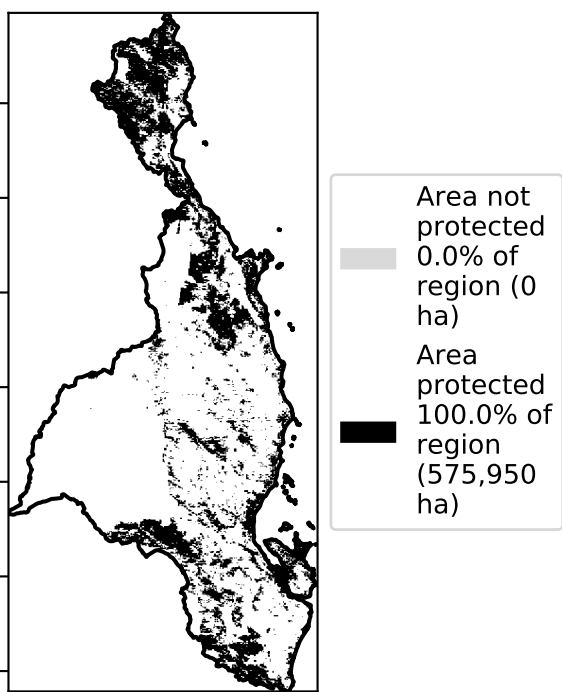 Area not
protected
0.0% of
region (0
ha)
Area
protected
100.0% of
region
(575,950
ha)